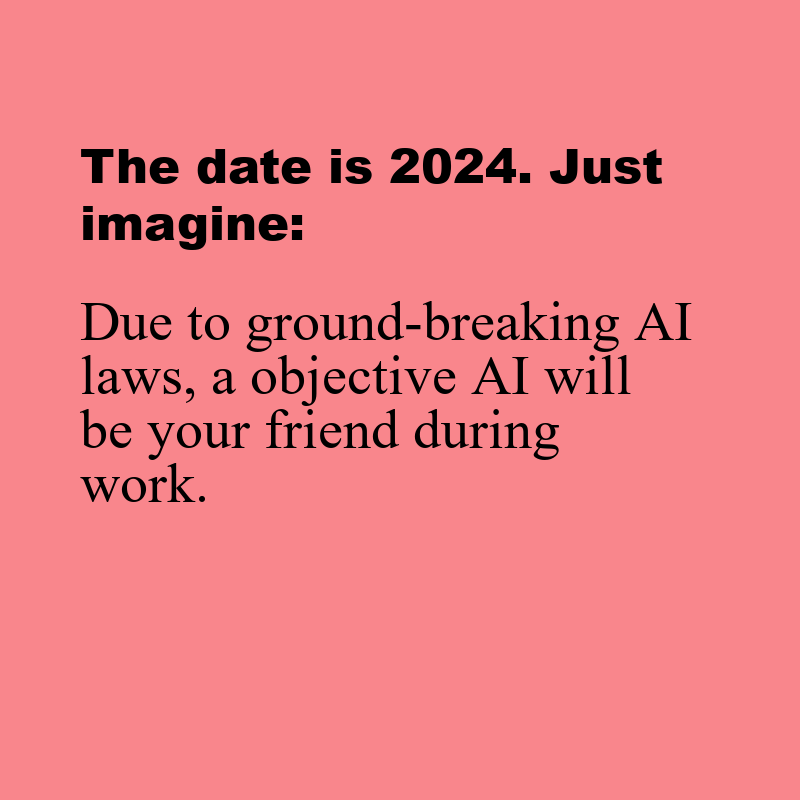 The date is 2024. Just
imagine:
Due to ground-breaking AI
laws, a objective AI will
be your friend during
work.